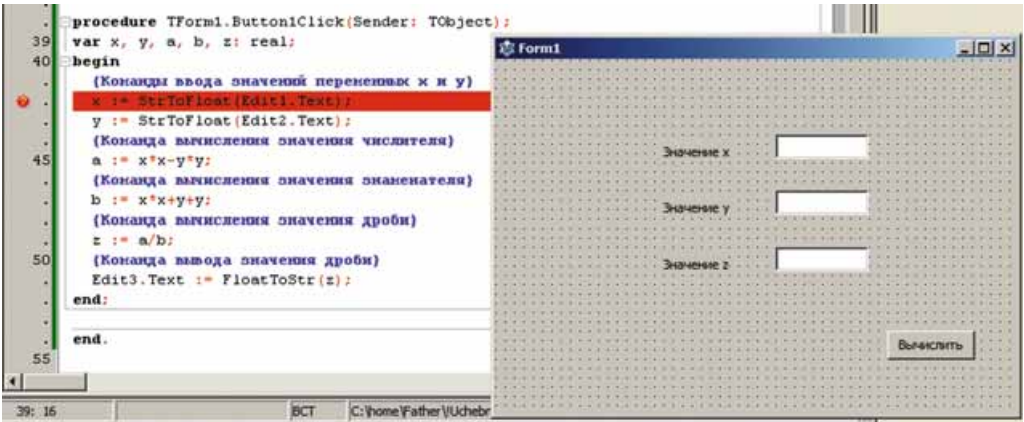 procedure TForm1.Button1Click(Sender: TObject);
39 var x, y, a, b, z: real;
40 begin
{Команды ввода значений переменных x и y}
x := StrToFloat(Edit1.Text);
y := StrToFloat(Edit2.Text);
{Команда вычисления значения числителя}
45 a := x*x-y*y;
{Команда вычисления значения знаменателя}
b := x*x+y+y;
{Команда вычисления значения дроби}
z := a/b;
50 {Команда вывода значения дроби}
Edit3.Text := FloatToStr(z);
end;
end.
55
39: 16 ВСТ C:\home\Father\!Uchebn
Form1
Значение x
Значение y
Значение z
Вычислить